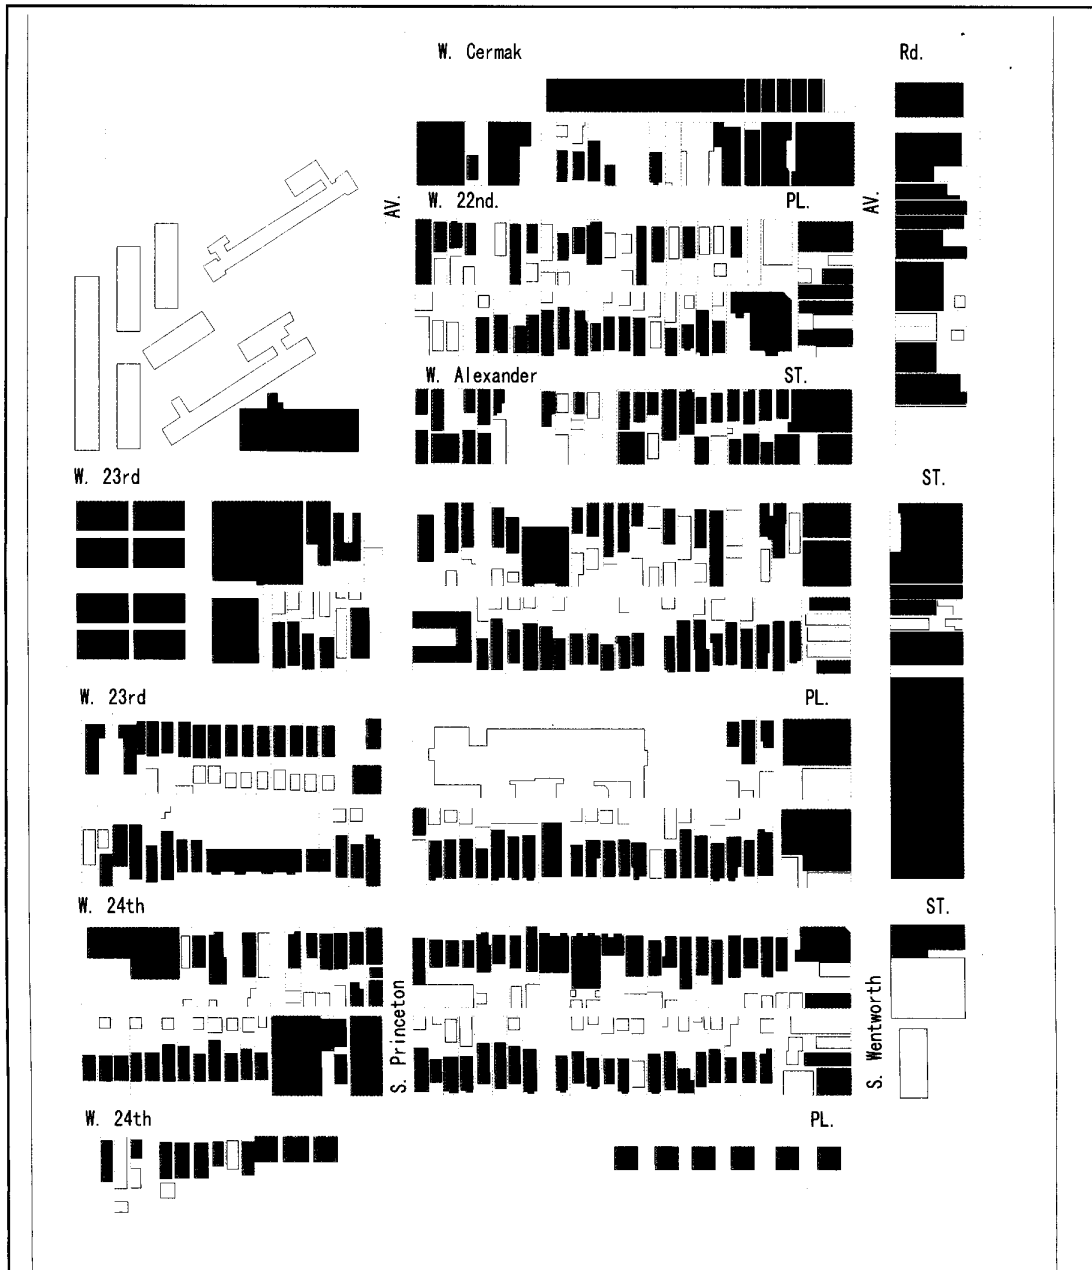 W. Cermak Rd.
W. 22nd. PL.
AV.
AV.
W. Alexander ST.
W. 23rd ST.
W. 23rd PL.
W. 24th ST.
S. Princeton
S. Wentworth
W. 24th PL.